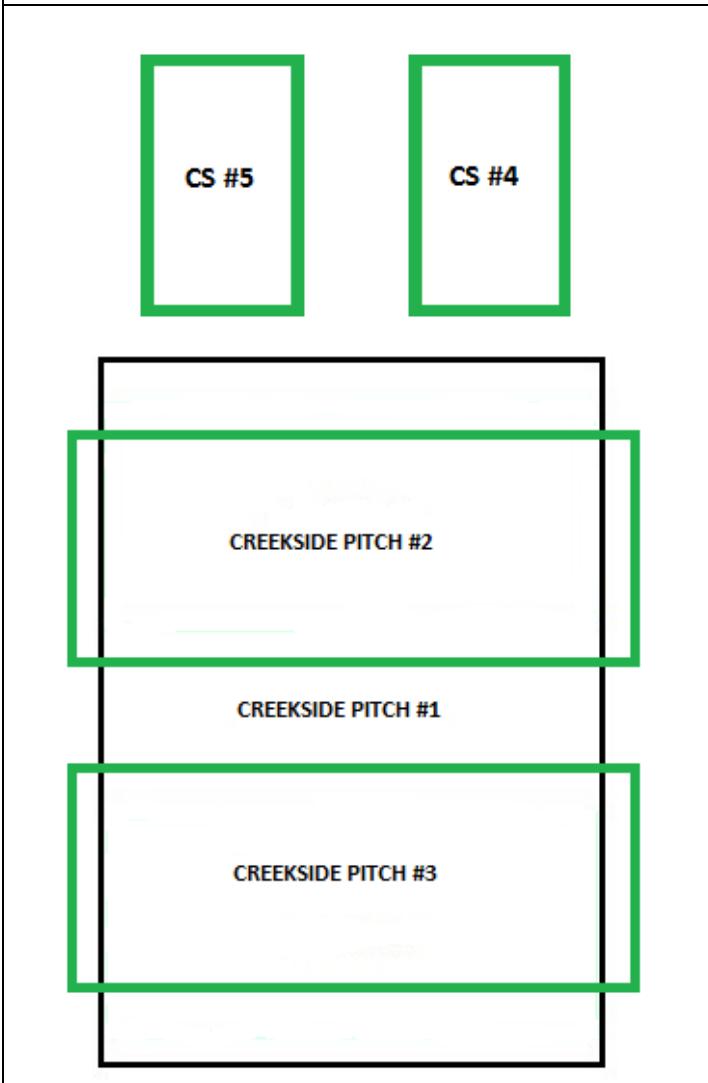 CS #5
CS #4
CREEKSIDE PITCH #2
CREEKSIDE PITCH #1
CREEKSIDE PITCH #3